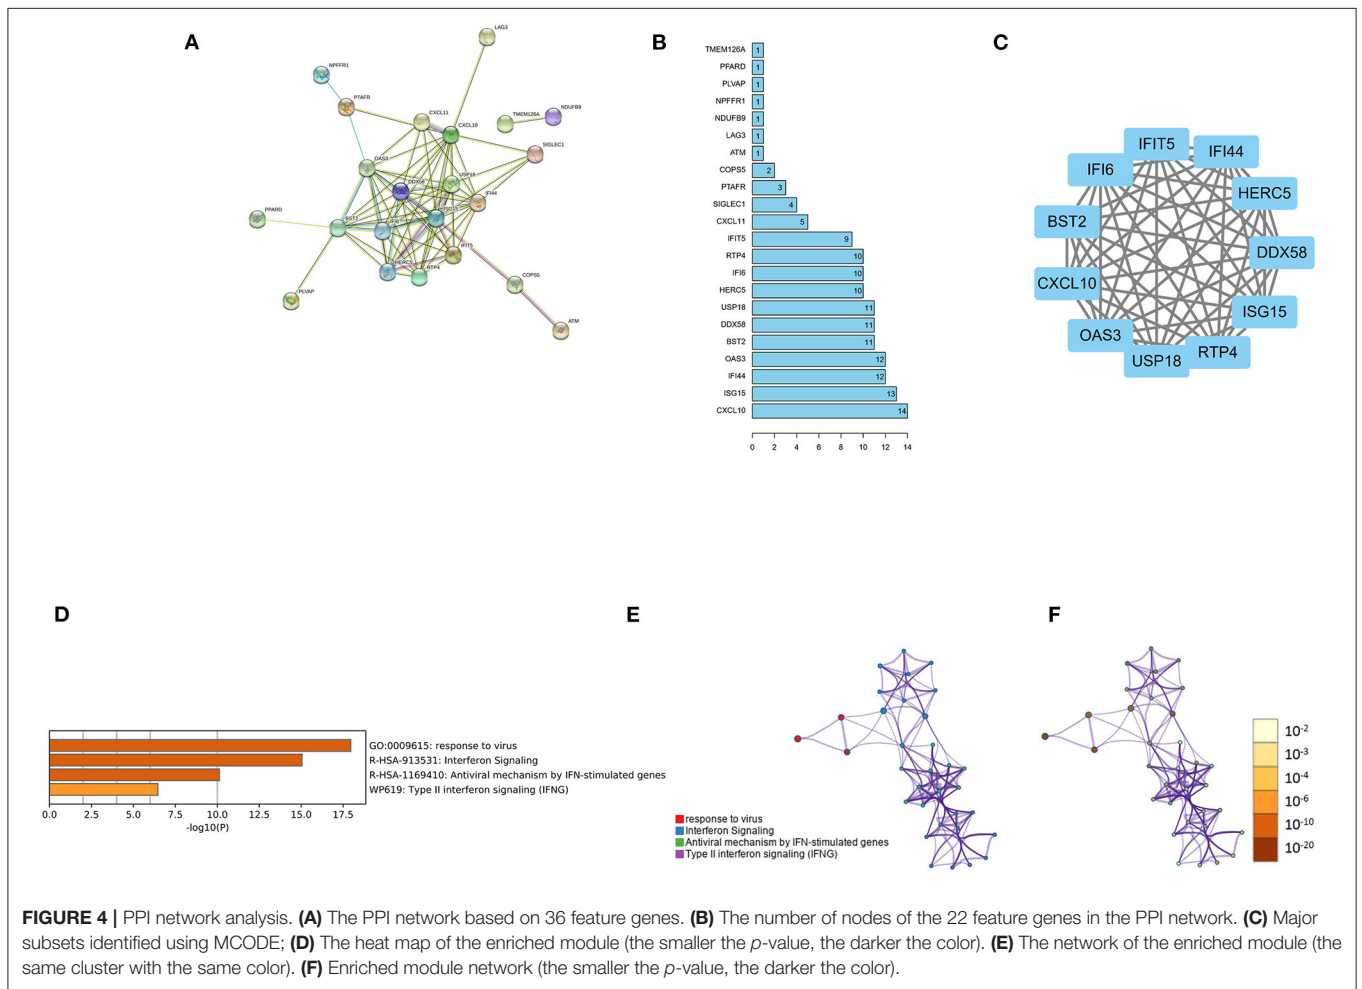 A
LAG3
NPFFR1
PTAFR
CXCL11
CXCL10
TMEM126A
NDUFB9
SIGLEC1
OAS3
DDX58
USP18
IFI44
PPARD
BST2
IFI6
ISG15
IFIT5
HERC5
RTP4
COPS5
PLVAP
ATM
B
TMEM126A 1
PFARD 1
PLVAP 1
NPFFR1 1
NDUFB9 1
LAG3 1
ATM 1
COPS5 2
PTAFR 3
SIGLEC1 4
CXCL11 5
IFIT5 9
RTP4 10
IFI6 10
HERC5 10
USP18 11
DDX58 11
BST2 11
OAS3 12
IFI44 12
ISG15 13
CXCL10 14
0 2 4 6 8 10 12 14
C
IFIT5
IFI44
IFI6
HERC5
BST2
DDX58
CXCL10
ISG15
OAS3
RTP4
USP18
D
GO:0009615: response to virus
R-HSA-913531: Interferon Signaling
R-HSA-1169410: Antiviral mechanism by IFN-stimulated genes
WP619: Type II interferon signaling (IFNG)
0.0 2.5 5.0 7.5 10.0 12.5 15.0 17.5
-log10(P)
E
response to virus
Interferon Signaling
Antiviral mechanism by IFN-stimulated genes
Type II interferon signaling (IFNG)
F
10-2
10-3
10-4
10-6
10-10
10-20
FIGURE 4 | PPI network analysis. (A) The PPI network based on 36 feature genes. (B) The number of nodes of the 22 feature genes in the PPI network. (C) Major
subsets identified using MCODE; (D) The heat map of the enriched module (the smaller the p-value, the darker the color). (E) The network of the enriched module (the
same cluster with the same color). (F) Enriched module network (the smaller the p-value, the darker the color).